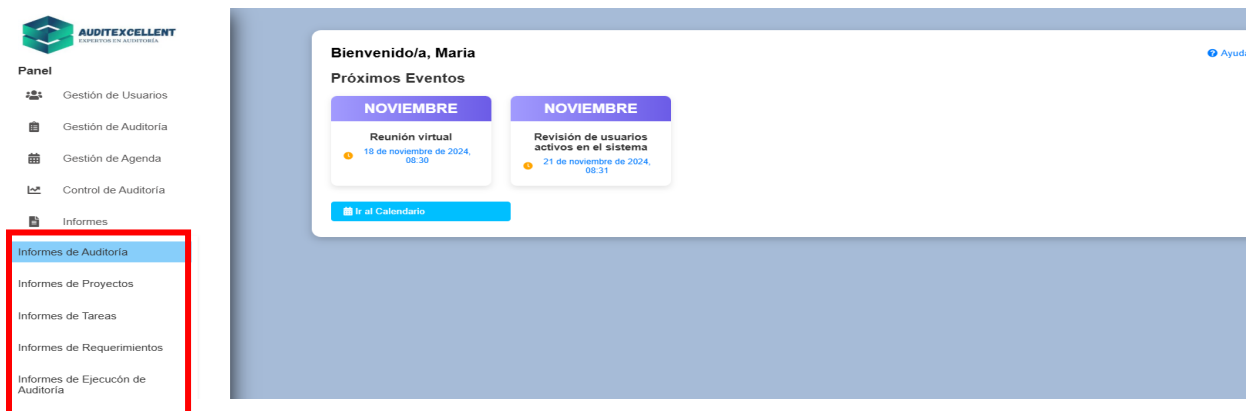 AUDITEXCELLENT
EXPERTOS EN AUDITORÍA
Panel
Gestión de Usuarios
Gestión de Auditoría
Gestión de Agenda
Control de Auditoría
Informes
Informes de Auditoría
Informes de Proyectos
Informes de Tareas
Informes de Requerimientos
Informes de Ejecucón de
Auditoría
Bienvenido/a, Maria
Ayuda
Próximos Eventos
NOVIEMBRE
Reunión virtual
18 de noviembre de 2024,
08:30
NOVIEMBRE
Revisión de usuarios
activos en el sistema
21 de noviembre de 2024,
08:31
Ir al Calendario